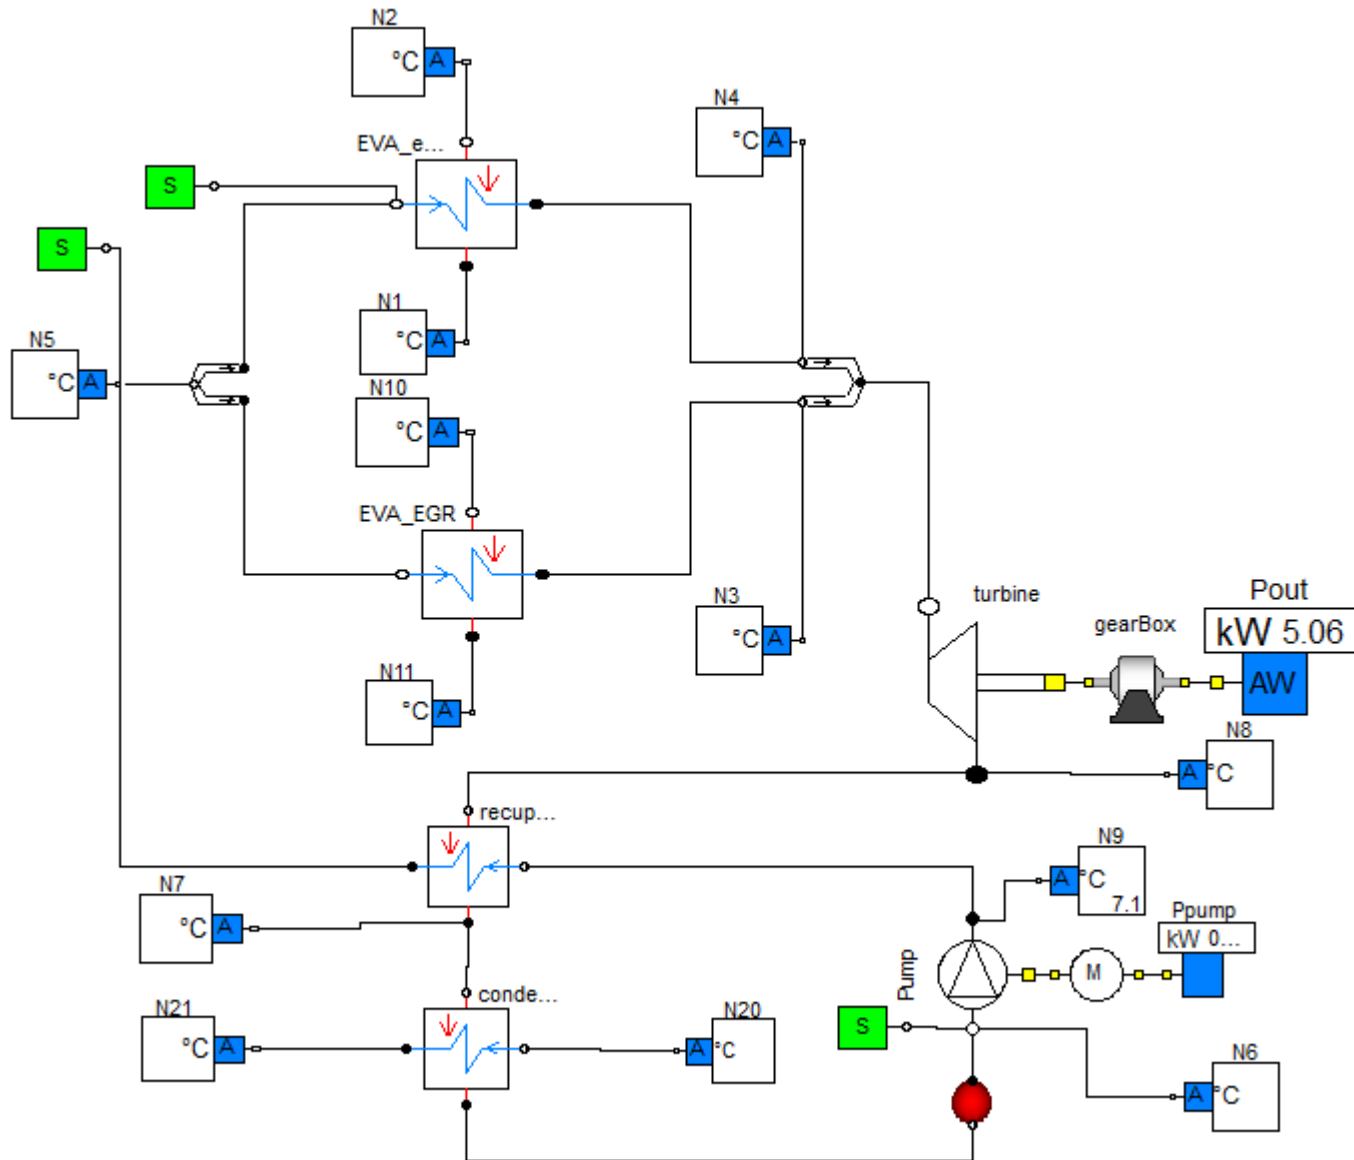 N2
°C A
N4
°C A
EVA_e...
S
S
N1
°C A
N5
°C A
N10
°C A
EVA_EGR
N3
°C A
turbine
Pout
kW 5.06
gearBox
AW
N11
°C A
N8
A °C
recup...
N9
A °C
7.1
N7
°C A
Ppump
kW 0...
Pump
M
conde...
N21
°C A
N20
A °C
S
N6
A °C